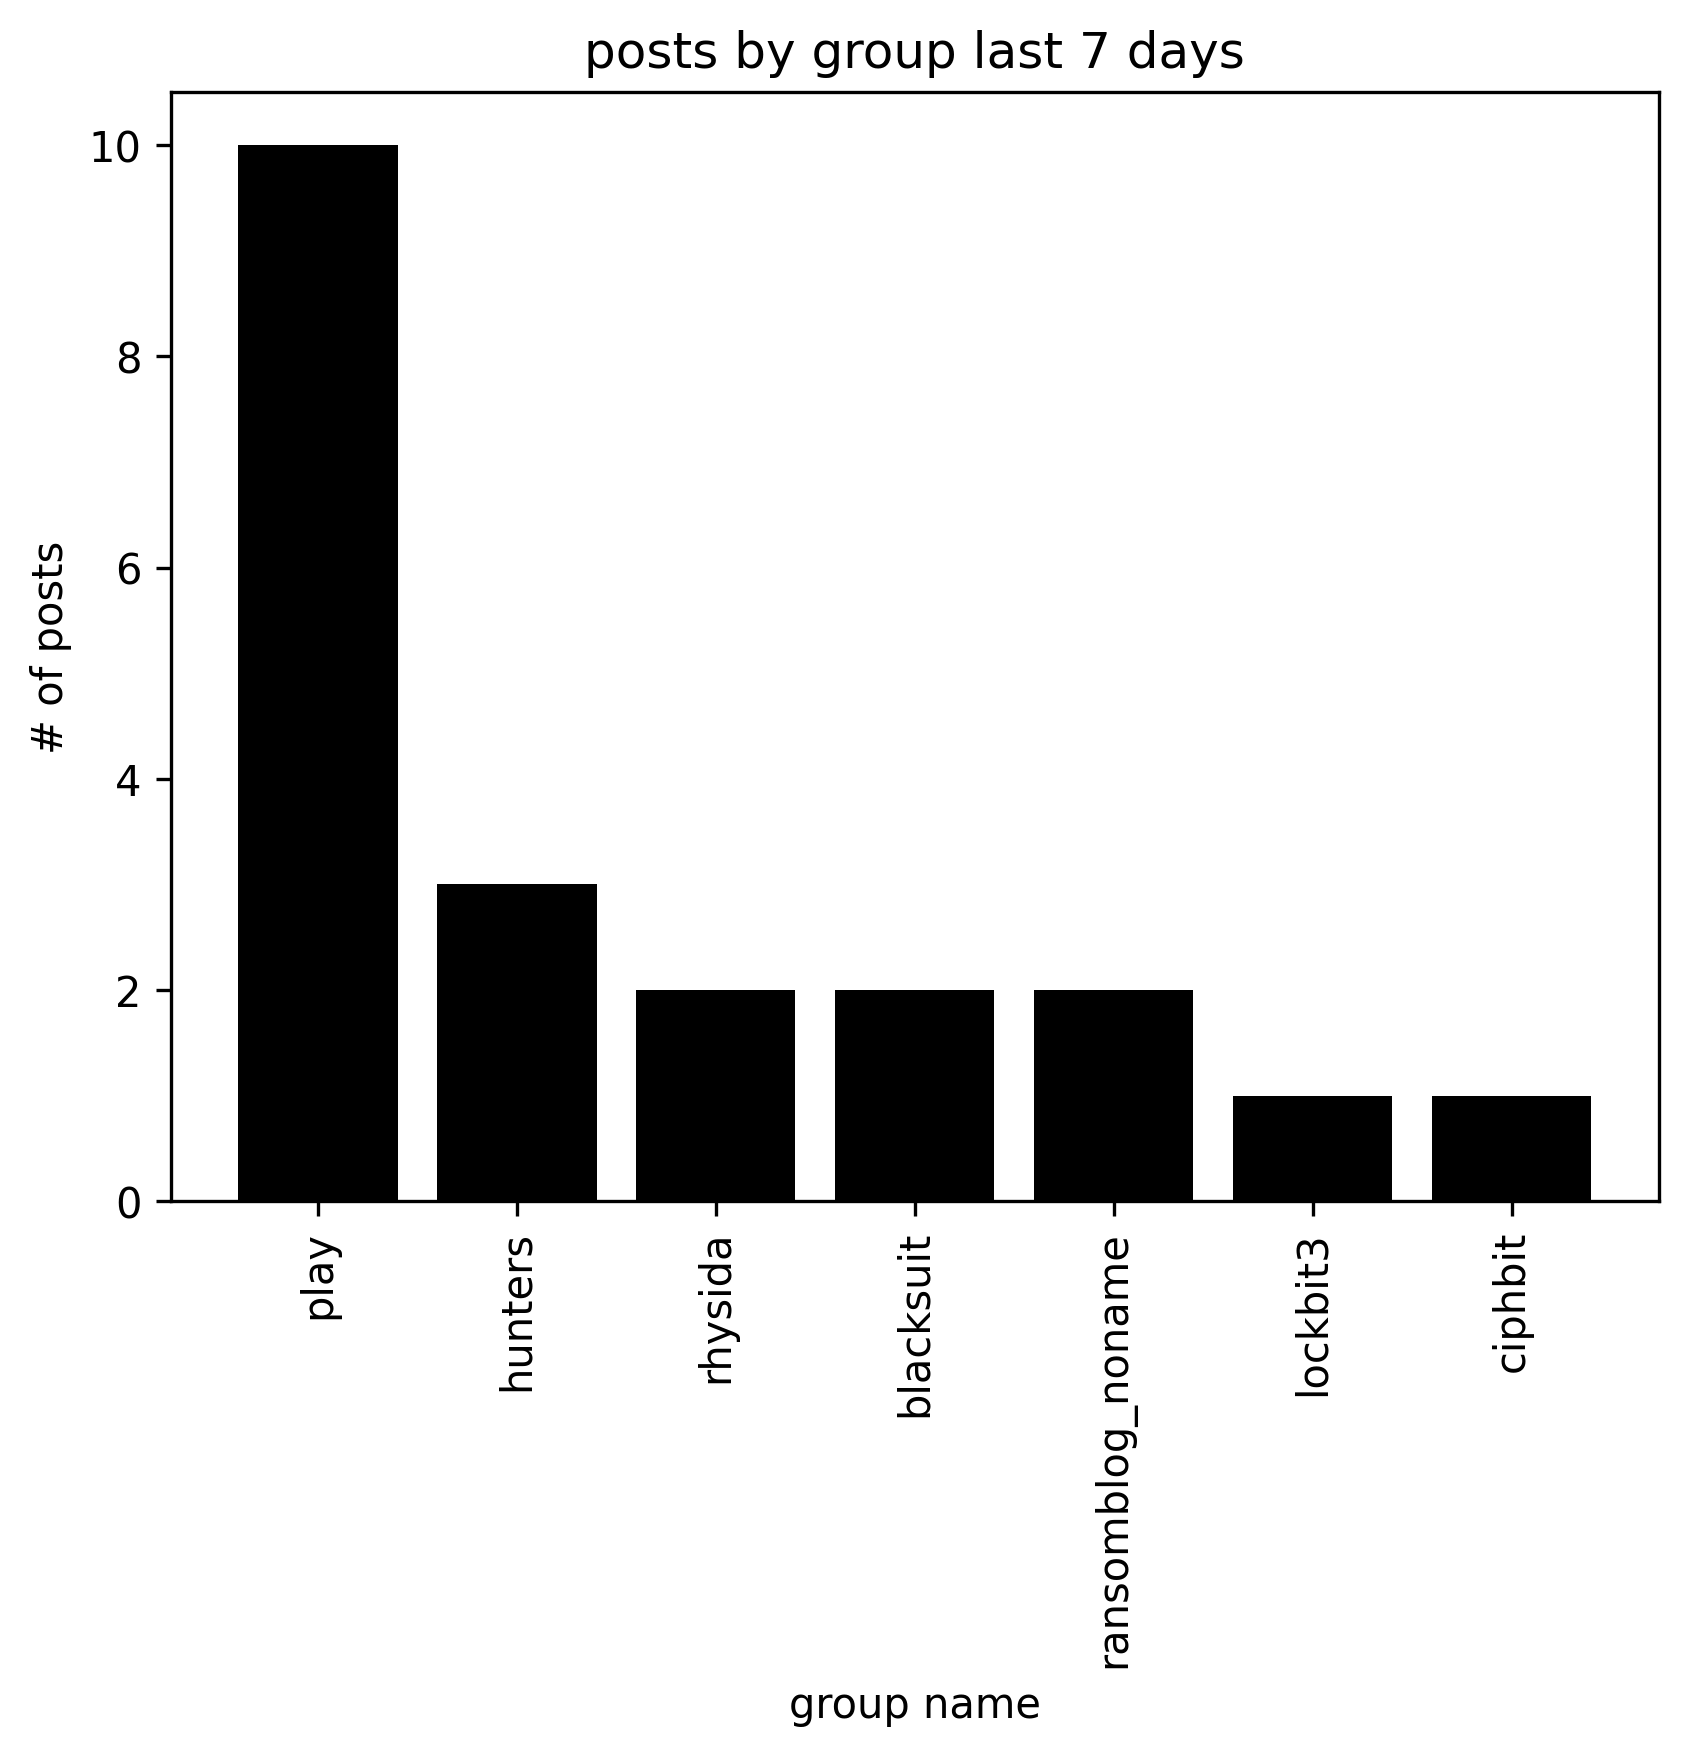 posts by group last 7 days
# of posts
10
8
6
4
2
0
play
hunters
rhysida
blacksuit
ransomblog_noname
lockbit3
ciphbit
group name